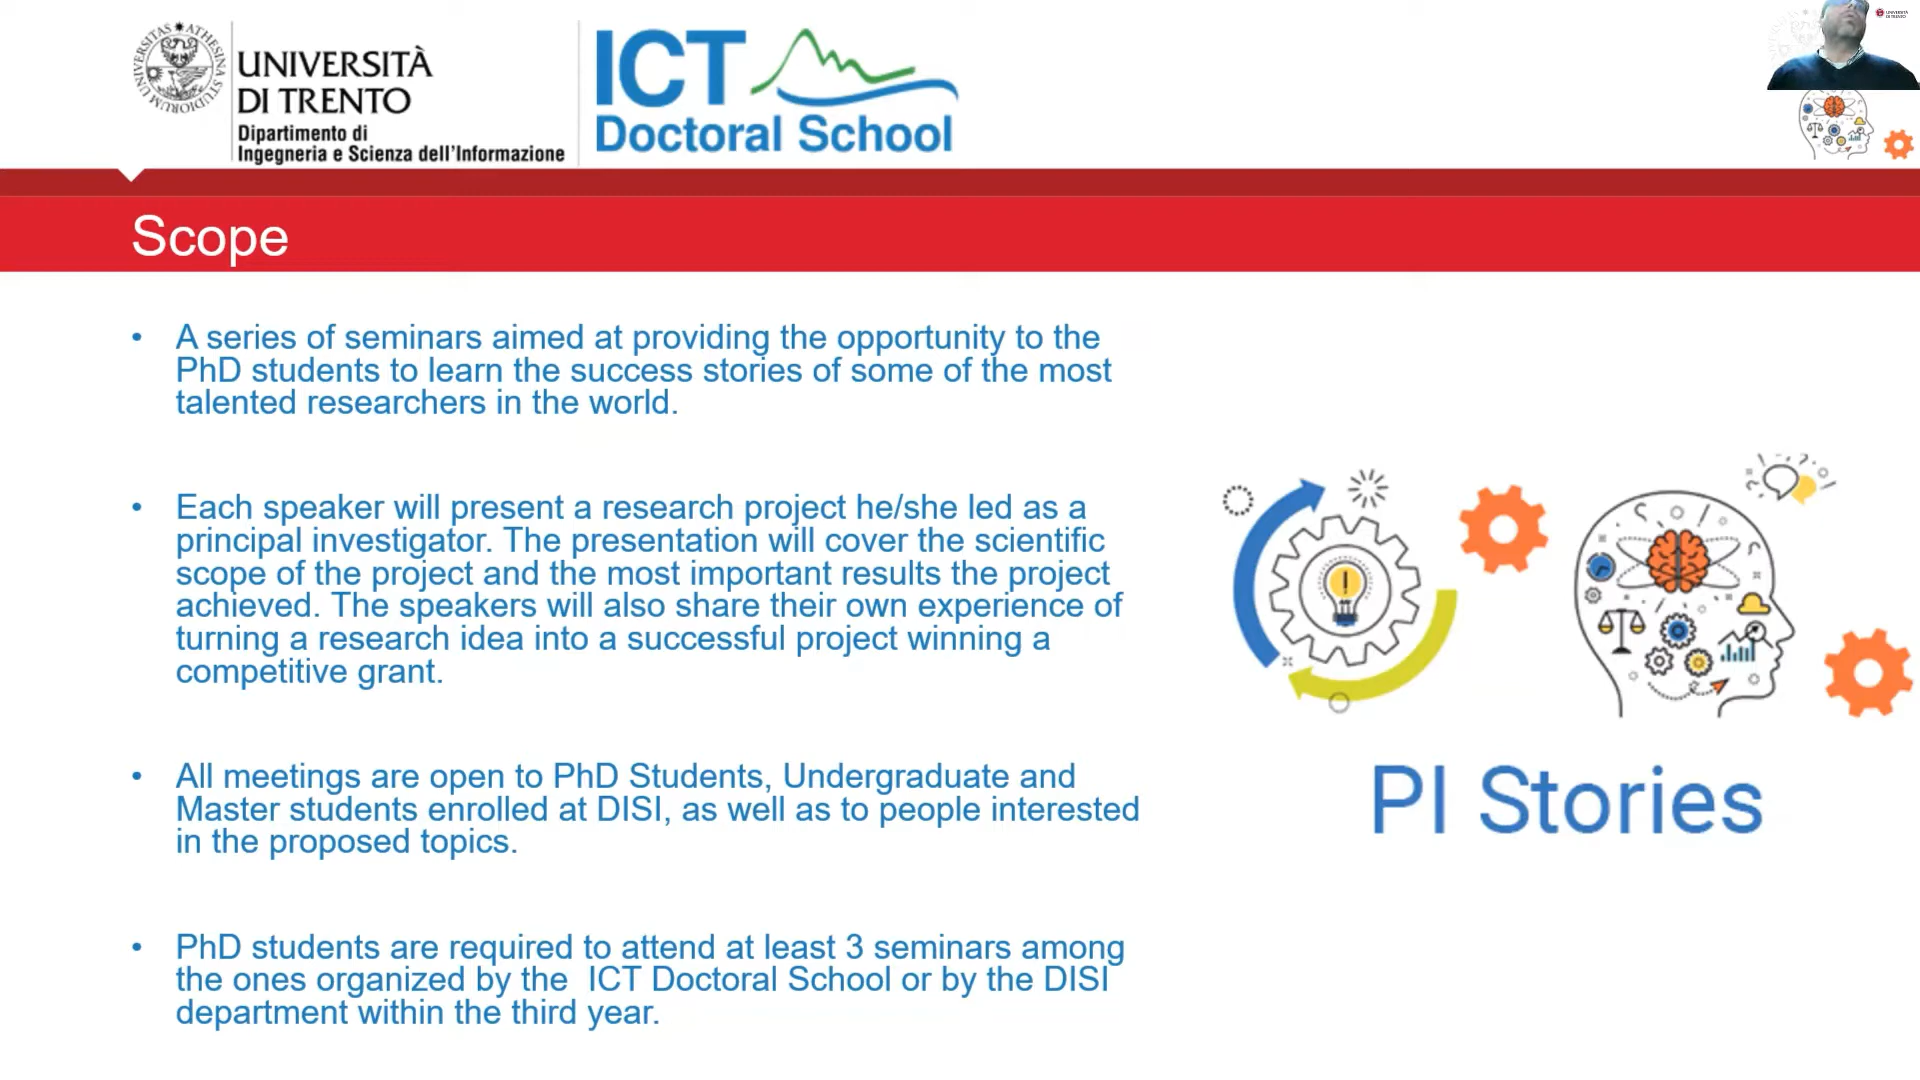 UNIVERSITÀ
DI TRENTO
Dipartimento di
Ingegneria e Scienza dell'Informazione
ICT
Doctoral School
Scope
• A series of seminars aimed at providing the opportunity to the
PhD students to learn the success stories of some of the most
talented researchers in the world.
• Each speaker will present a research project he/she led as a
principal investigator. The presentation will cover the scientific
scope of the project and the most important results the project
achieved. The speakers will also share their own experience of
turning a research idea into a successful project winning a
competitive grant.
• All meetings are open to PhD Students, Undergraduate and
Master students enrolled at DISI, as well as to people interested
in the proposed topics.
• PhD students are required to attend at least 3 seminars among
the ones organized by the  ICT Doctoral School or by the DISI
department within the third year.
PI Stories